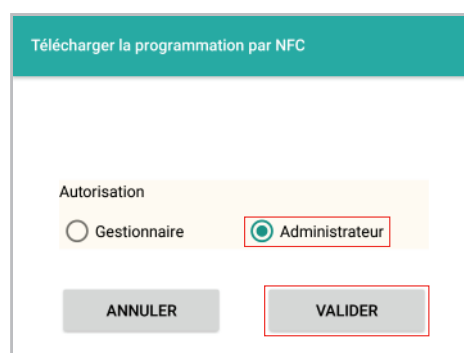 Télécharger la programmation par NFC
Autorisation
Gestionnaire Administrateur
ANNULER VALIDER